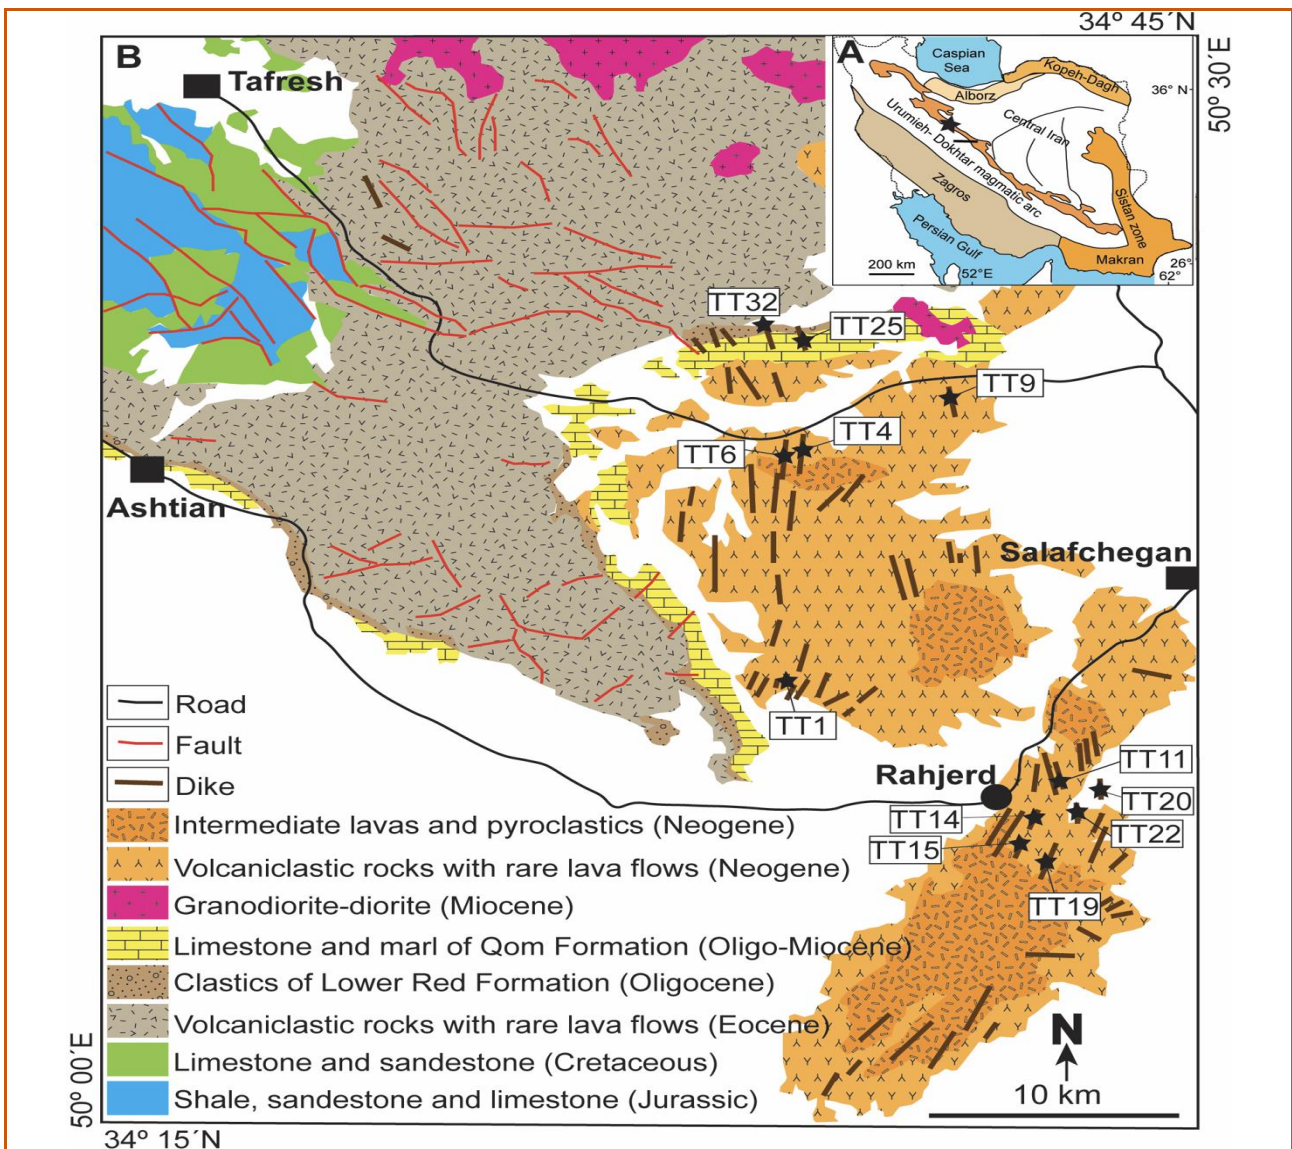 34º 45´N
50º 30´E
B
Tafresh
A
Caspian
Sea
Kopeh-Dagh
36° N
Alborz
Central Iran
Urumieh- Dokhtar magmatic arc
Zagros
Sistan zone
Persian Gulf
Makran
26°
200 km
52°E
62°
TT32
TT25
TT9
TT4
TT6
Ashtian
Salafchegan
TT1
Road
Fault
Dike
Rahjerd
TT11
TT20
TT14
TT22
TT15
TT19
Intermediate lavas and pyroclastics (Neogene)
Volcaniclastic rocks with rare lava flows (Neogene)
Granodiorite-diorite (Miocene)
Limestone and marl of Qom Formation (Oligo-Miocene)
Clastics of Lower Red Formation (Oligocene)
Volcaniclastic rocks with rare lava flows (Eocene)
Limestone and sandestone (Cretaceous)
Shale, sandestone and limestone (Jurassic)
N
10 km
50º 00´E
34º 15´N